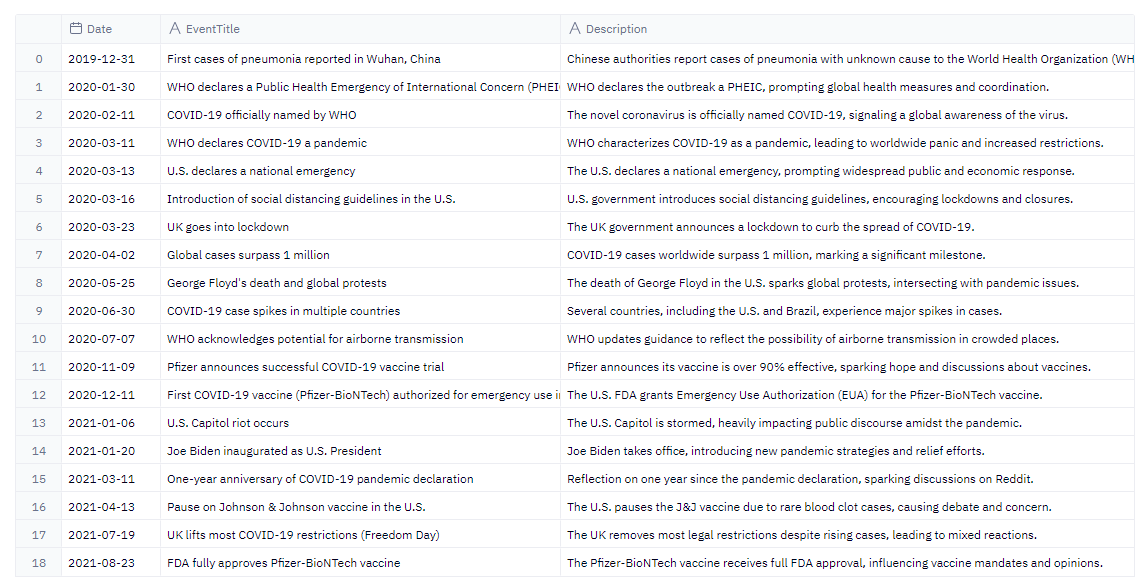 Date EventTitle Description
0 2019-12-31 First cases of pneumonia reported in Wuhan, China Chinese authorities report cases of pneumonia with unknown cause to the World Health Organization (WH
1 2020-01-30 WHO declares a Public Health Emergency of International Concern (PHEI WHO declares the outbreak a PHEIC, prompting global health measures and coordination.
2 2020-02-11 COVID-19 officially named by WHO The novel coronavirus is officially named COVID-19, signaling a global awareness of the virus.
3 2020-03-11 WHO declares COVID-19 a pandemic WHO characterizes COVID-19 as a pandemic, leading to worldwide panic and increased restrictions.
4 2020-03-13 U.S. declares a national emergency The U.S. declares a national emergency, prompting widespread public and economic response.
5 2020-03-16 Introduction of social distancing guidelines in the U.S. U.S. government introduces social distancing guidelines, encouraging lockdowns and closures.
6 2020-03-23 UK goes into lockdown The UK government announces a lockdown to curb the spread of COVID-19.
7 2020-04-02 Global cases surpass 1 million COVID-19 cases worldwide surpass 1 million, marking a significant milestone.
8 2020-05-25 George Floyd's death and global protests The death of George Floyd in the U.S. sparks global protests, intersecting with pandemic issues.
9 2020-06-30 COVID-19 case spikes in multiple countries Several countries, including the U.S. and Brazil, experience major spikes in cases.
10 2020-07-07 WHO acknowledges potential for airborne transmission WHO updates guidance to reflect the possibility of airborne transmission in crowded places.
11 2020-11-09 Pfizer announces successful COVID-19 vaccine trial Pfizer announces its vaccine is over 90% effective, sparking hope and discussions about vaccines.
12 2020-12-11 First COVID-19 vaccine (Pfizer-BioNTech) authorized for emergency use i The U.S. FDA grants Emergency Use Authorization (EUA) for the Pfizer-BioNTech vaccine.
13 2021-01-06 U.S. Capitol riot occurs The U.S. Capitol is stormed, heavily impacting public discourse amidst the pandemic.
14 2021-01-20 Joe Biden inaugurated as U.S. President Joe Biden takes office, introducing new pandemic strategies and relief efforts.
15 2021-03-11 One-year anniversary of COVID-19 pandemic declaration Reflection on one year since the pandemic declaration, sparking discussions on Reddit.
16 2021-04-13 Pause on Johnson & Johnson vaccine in the U.S. The U.S. pauses the J&J vaccine due to rare blood clot cases, causing debate and concern.
17 2021-07-19 UK lifts most COVID-19 restrictions (Freedom Day) The UK removes most legal restrictions despite rising cases, leading to mixed reactions.
18 2021-08-23 FDA fully approves Pfizer-BioNTech vaccine The Pfizer-BioNTech vaccine receives full FDA approval, influencing vaccine mandates and opinions.